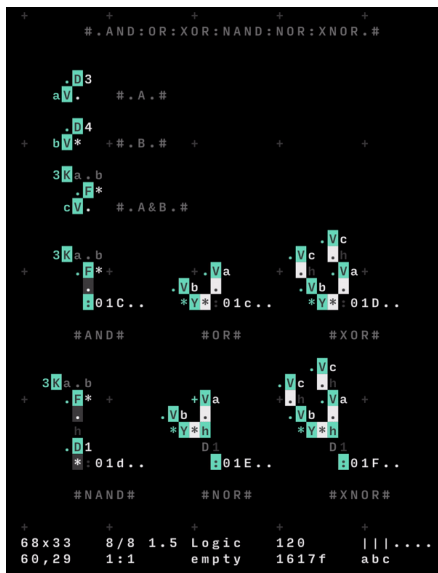 #.AND:OR:XOR:NAND:NOR:XNOR.#
.D3
aV. #.A.#
.D4
bV* #.B.#
3Ka.b
.F*
cV. #.A&B.#
.Vc
3Ka.b .Vc .h
.F* .Va .h .Va
. .Vb . .Vb .
:01C.. *Y*:01c.. *Y*:01D..
#AND# #OR# #XOR#
.Vc
3Ka.b .Vc .h
.F* +Va .h .Va
. .Vb . .Vb .
h *Y*h *Y*h
.D1 D1 D1
*:01d.. :01E.. :01F..
#NAND# #NOR# #XNOR#
68x33 8/8 1.5 Logic 120 |||....
60,29 1:1 empty 1617f abc